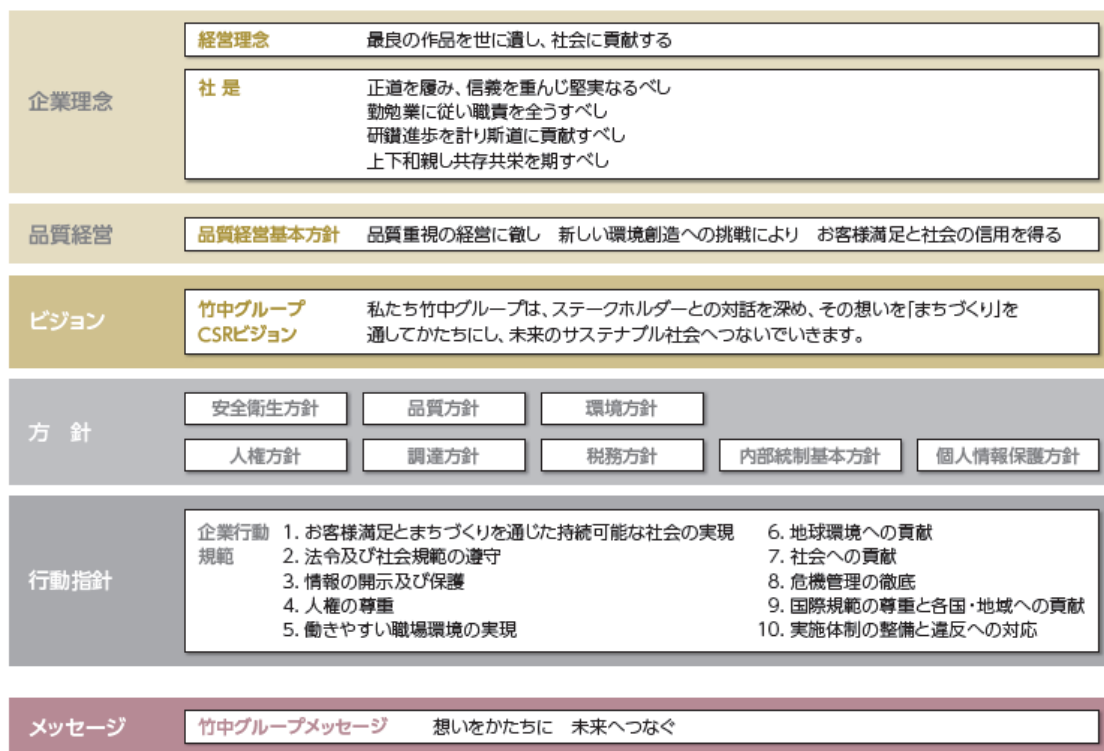 企業理念
経営理念 最良の作品を世に遺し、社会に貢献する
社 是 正道を履み、信義を重んじ堅実なるべし
勤勉業に従い職責を全うすべし
研鑽進歩を計り斯道に貢献すべし
上下和親し共存共栄を期すべし
品質経営
品質経営基本方針 品質重視の経営に徹し 新しい環境創造への挑戦により お客様満足と社会の信用を得る
ビジョン
竹中グループ
CSRビジョン
私たち竹中グループは、ステークホルダーとの対話を深め、その想いを「まちづくり」を
通してかたちにし、未来のサステナブル社会へつないでいきます。
方 針
安全衛生方針 品質方針 環境方針
人権方針 調達方針 税務方針 内部統制基本方針 個人情報保護方針
行動指針
企業行動
規範
1. お客様満足とまちづくりを通じた持続可能な社会の実現
2. 法令及び社会規範の遵守
3. 情報の開示及び保護
4. 人権の尊重
5. 働きやすい職場環境の実現
6. 地球環境への貢献
7. 社会への貢献
8. 危機管理の徹底
9. 国際規範の尊重と各国・地域への貢献
10. 実施体制の整備と違反への対応
メッセージ
竹中グループメッセージ 想いをかたちに 未来へつなぐ